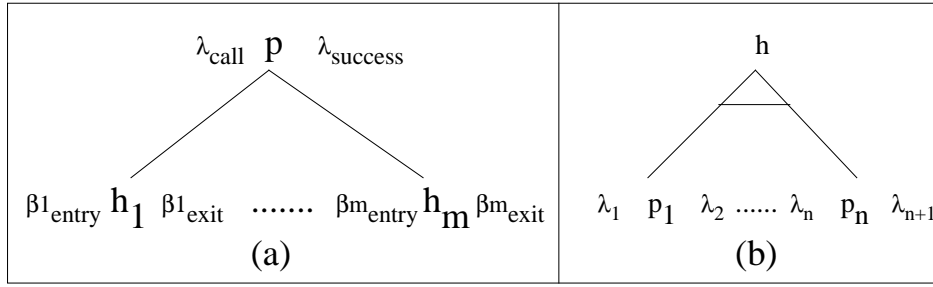 λcall p λsuccess
h
β1entry h1 β1exit ....... βmentry hm βmexit
λ1 p1 λ2 ...... λn pn λn+1
(a)
(b)